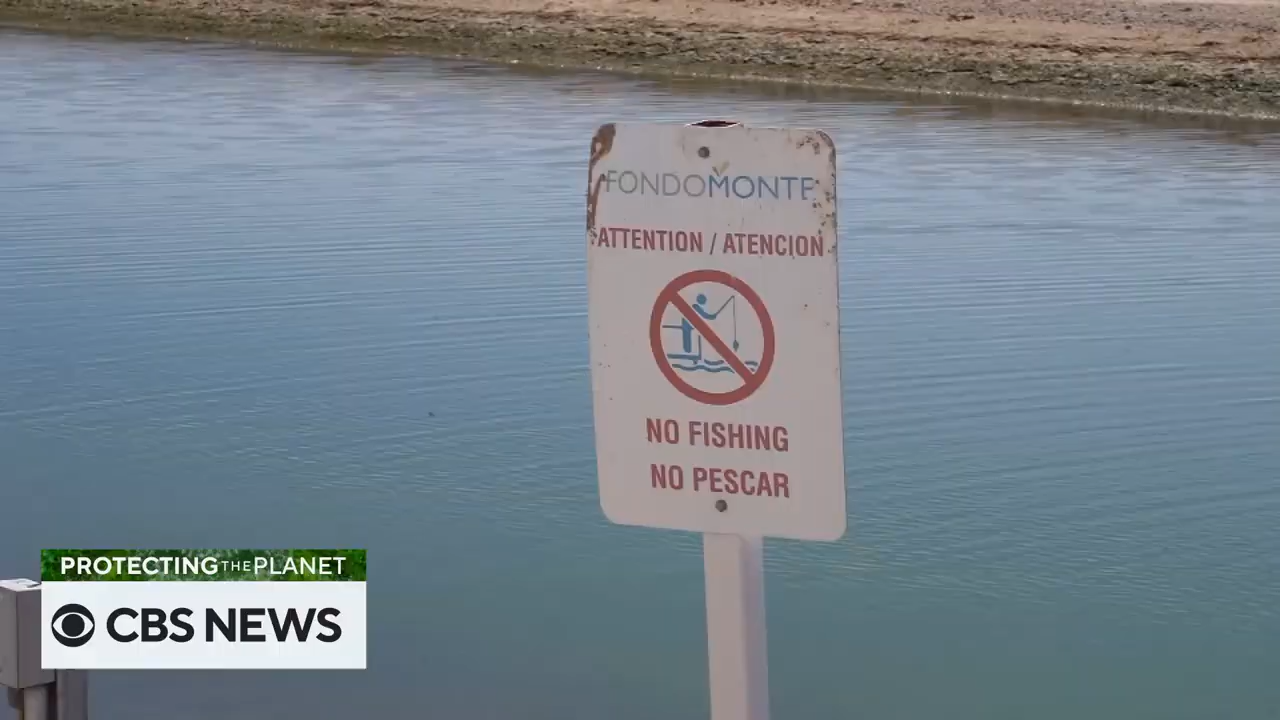 FONDOMONTE
ATTENTION / ATENCION
NO FISHING
NO PESCAR
PROTECTING THE PLANET
CBS NEWS